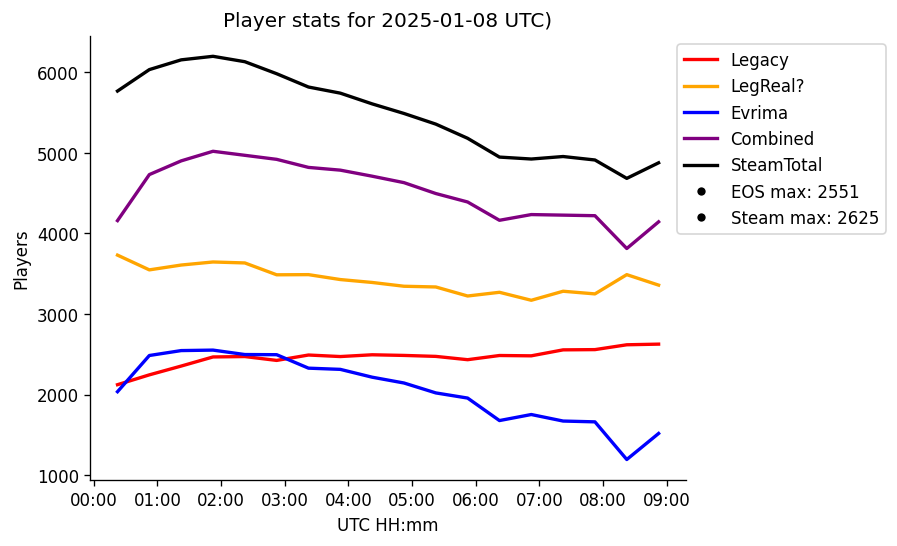 Player stats for 2025-01-08 UTC)
Legacy
LegReal?
Evrima
Combined
SteamTotal
EOS max: 2551
Steam max: 2625
Players
6000
5000
4000
3000
2000
1000
00:00 01:00 02:00 03:00 04:00 05:00 06:00 07:00 08:00 09:00
UTC HH:mm